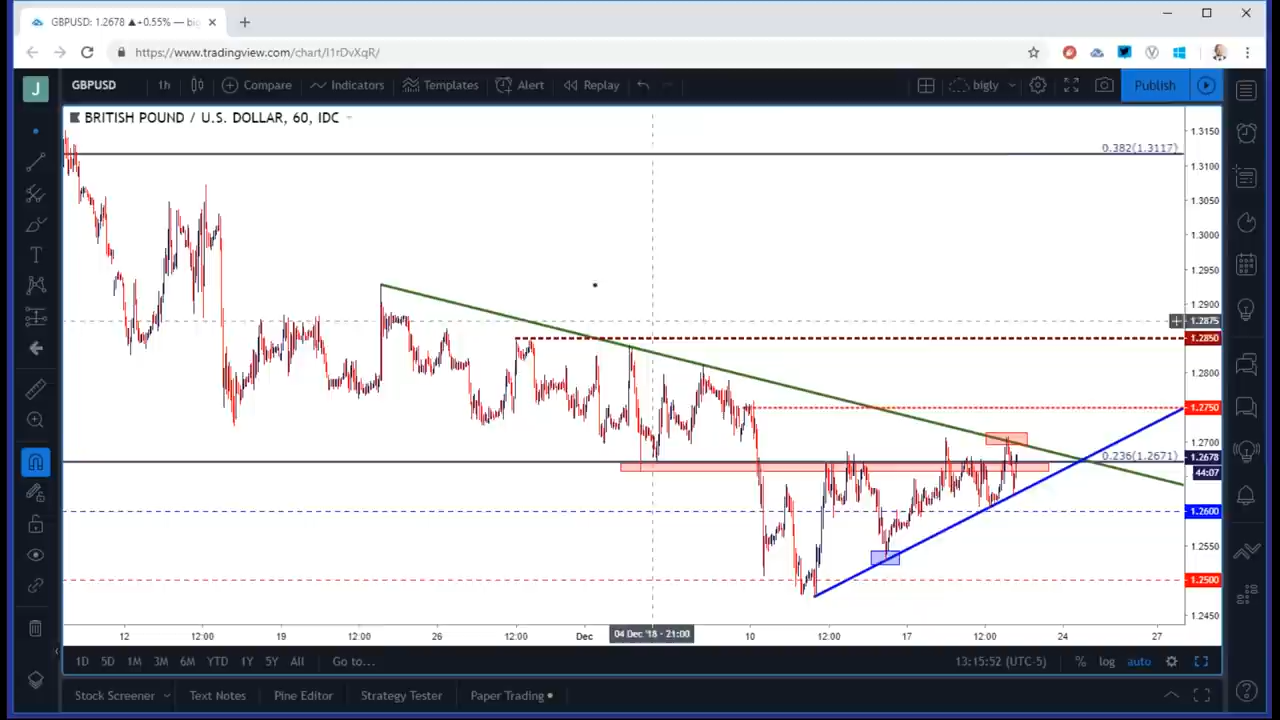 GBPUSD: 1.2678 ▲+0.55% — big
https://www.tradingview.com/chart/I1rDvXqR/
J
GBPUSD 1h Compare Indicators Templates Alert Replay bigly Publish
BRITISH POUND / U.S. DOLLAR, 60, IDC
1.3150
0.382(1.3117)
1.3100
1.3050
1.3000
1.2950
1.2900
1.2875
1.2850
1.2800
1.2750
1.2700
0.236(1.2671) 1.2678
44:07
1.2600
1.2550
1.2500
1.2450
12 12:00 19 12:00 26 12:00 Dec 04 Dec '18 - 21:00 10 12:00 17 12:00 24 27
1D 5D 1M 3M 6M YTD 1Y 5Y All Go to... 13:15:52 (UTC-5) % log auto
Stock Screener Text Notes Pine Editor Strategy Tester Paper Trading